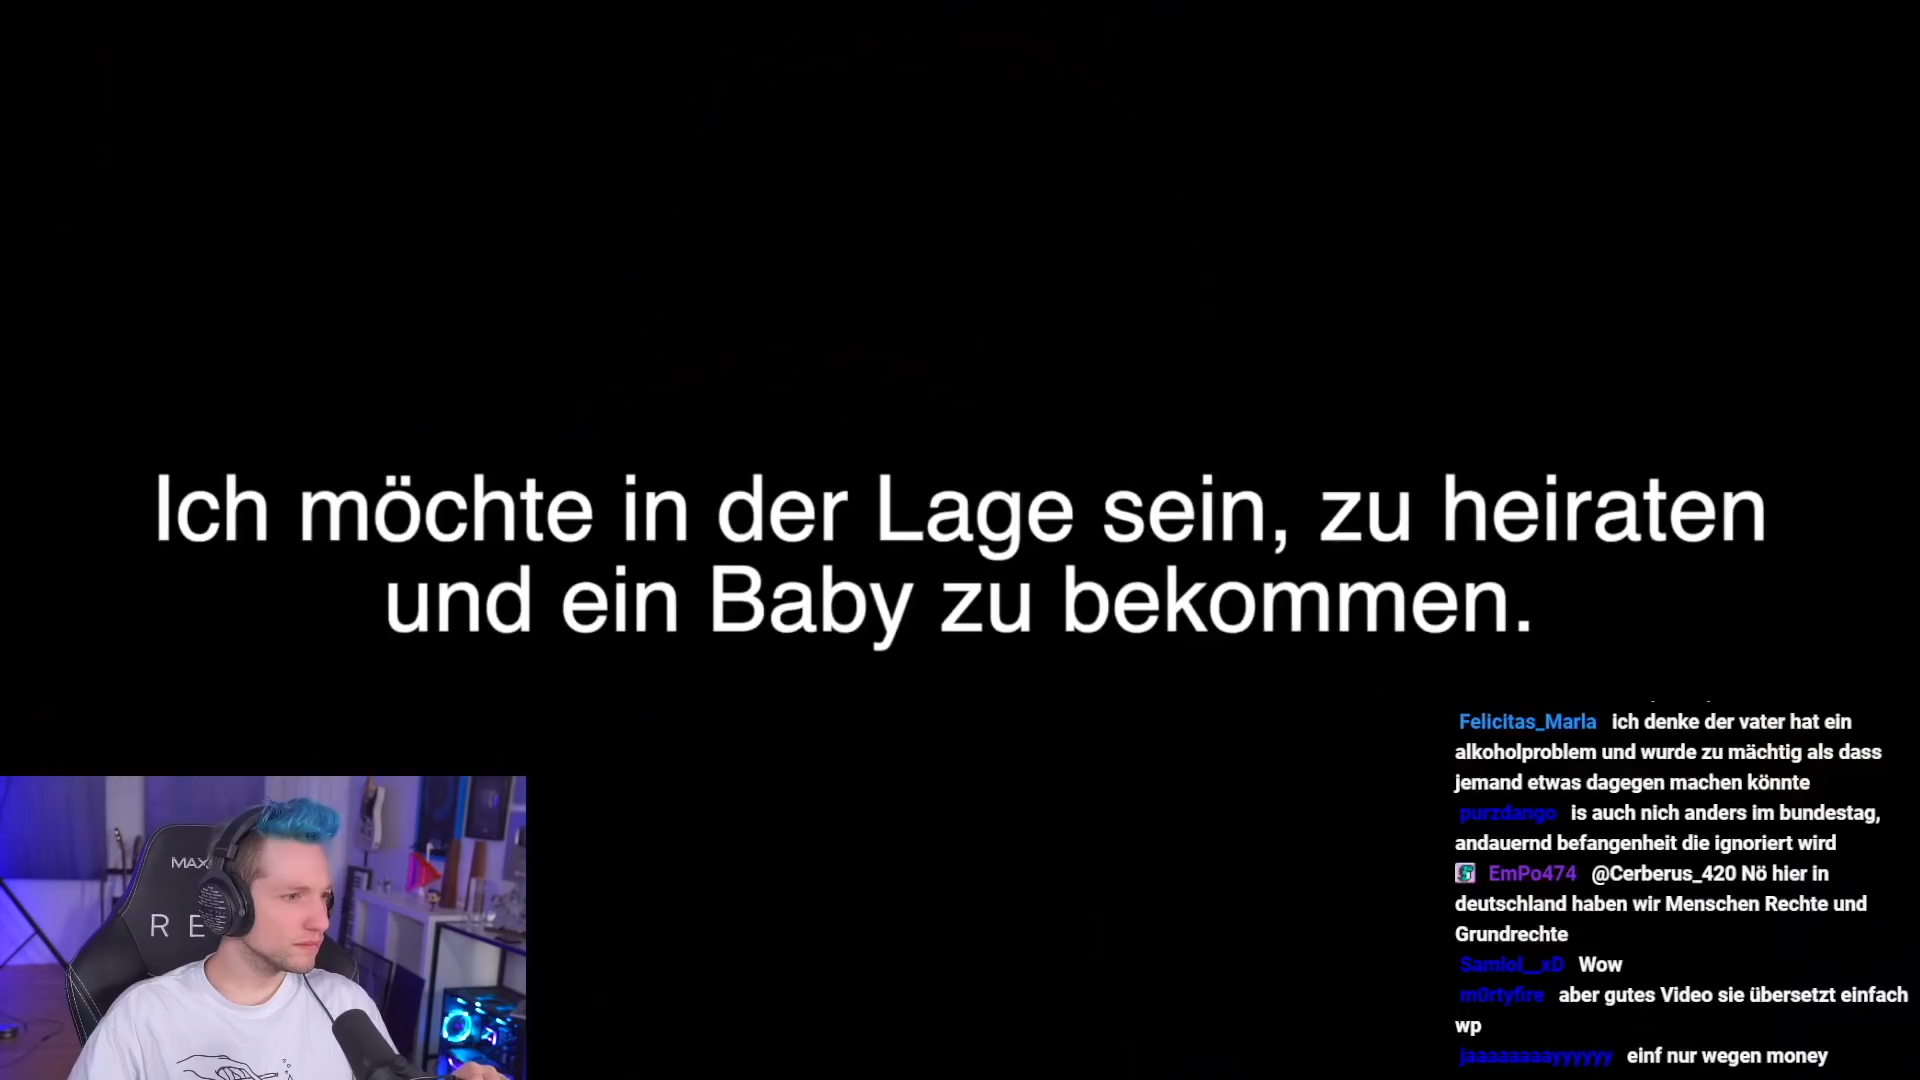 Ich möchte in der Lage sein, zu heiraten
und ein Baby zu bekommen.
Felicitas_Marla ich denke der vater hat ein
alkoholproblem und wurde zu mächtig als dass
jemand etwas dagegen machen könnte
purzdango is auch nich anders im bundestag,
andauernd befangenheit die ignoriert wird
EmPo474 @Cerberus_420 Nö hier in
deutschland haben wir Menschen Rechte und
Grundrechte
Samlol__xD Wow
m0rtyfire aber gutes Video sie übersetzt einfach
wp
jaaaaaaaayyyyyy einf nur wegen money
MAX
R E